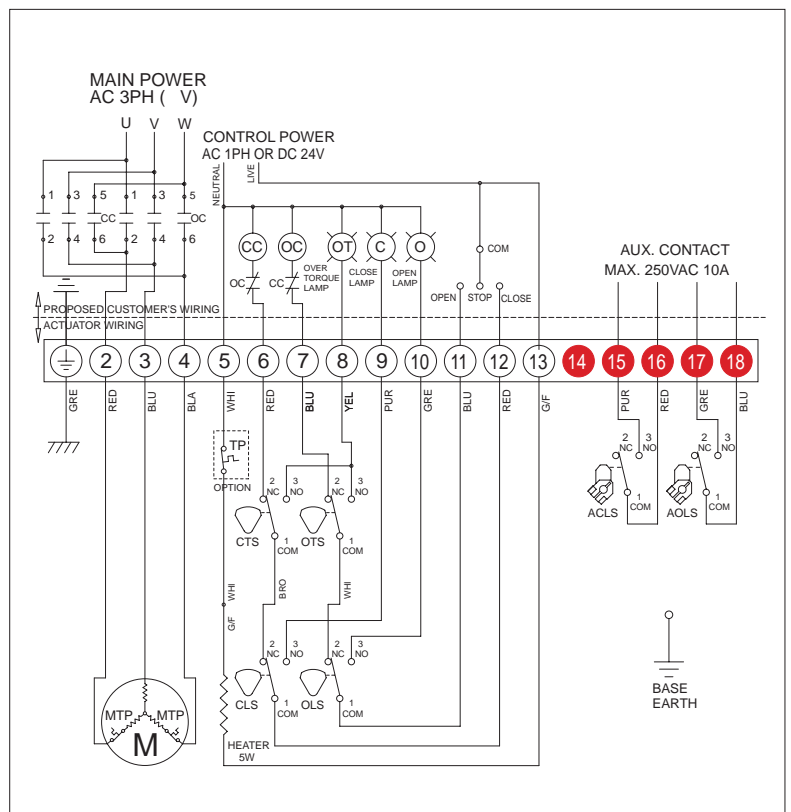 MAIN POWER
AC 3PH ( V)
U V W
CONTROL POWER
AC 1PH OR DC 24V
NEUTRAL
LIVE
1 3 5 1 3 5
CC OC
2 4 6 2 4 6
CC OC OT C O
OC CC
OVER
TORQUE
LAMP
CLOSE
LAMP
OPEN
LAMP
COM
OPEN STOP CLOSE
AUX. CONTACT
MAX. 250VAC 10A
PROPOSED CUSTOMER'S WIRING
ACTUATOR WIRING
2 3 4 5 6 7 8 9 10 11 12 13 14 15 16 17 18
GRE RED BLU BLA WHI RED BLU YEL PUR GRE BLU RED G/F PUR RED GRE BLU
TP
OPTION
2 3
NC NO
CTS
1
COM
2 3
NC NO
OTS
1
COM
2 3
NC NO
ACLS
1
COM
2 3
NC NO
AOLS
1
COM
WHI
G/F
BRO
WHI
2 3
NC NO
CLS
1
COM
2 3
NC NO
OLS
1
COM
HEATER
5W
MTP MTP
M
BASE
EARTH